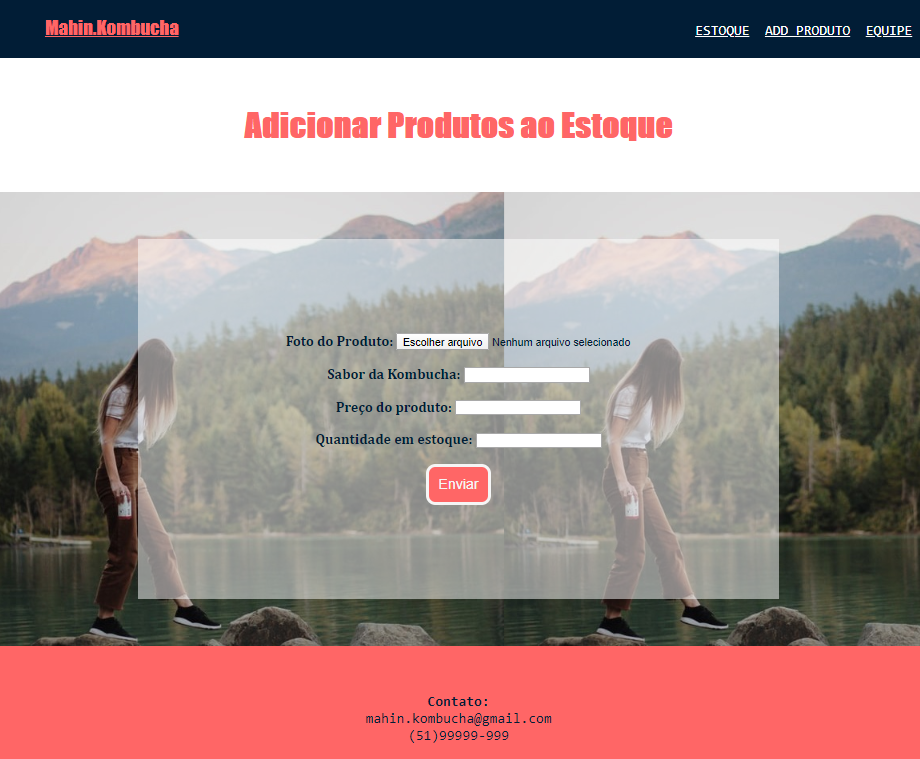 Mahin.Kombucha
ESTOQUE ADD PRODUTO EQUIPE
Adicionar Produtos ao Estoque
Foto do Produto: Escolher arquivo Nenhum arquivo selecionado
Sabor da Kombucha:
Preço do produto:
Quantidade em estoque:
Enviar
Contato:
mahin.kombucha@gmail.com
(51)99999-999